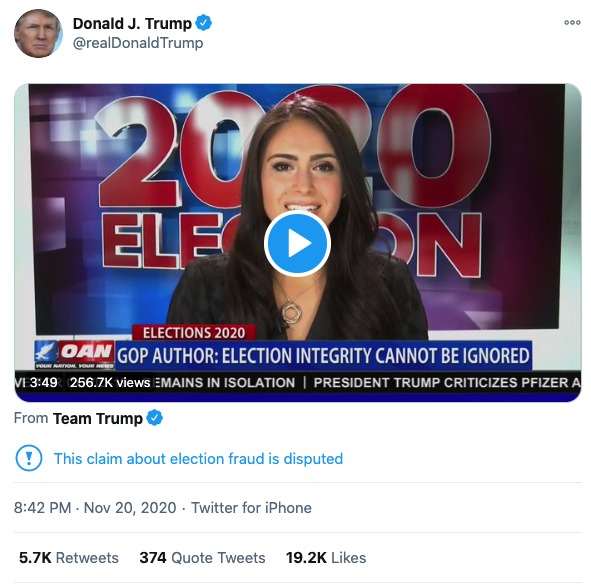 Donald J. Trump
@realDonaldTrump
2020
ELE ON
ELECTIONS 2020
OAN GOP AUTHOR: ELECTION INTEGRITY CANNOT BE IGNORED
YOUR NATION, YOUR NEWS
3:49 256.7K views EMAINS IN ISOLATION | PRESIDENT TRUMP CRITICIZES PFIZER A
From Team Trump
This claim about election fraud is disputed
8:42 PM · Nov 20, 2020 · Twitter for iPhone
5.7K Retweets 374 Quote Tweets 19.2K Likes